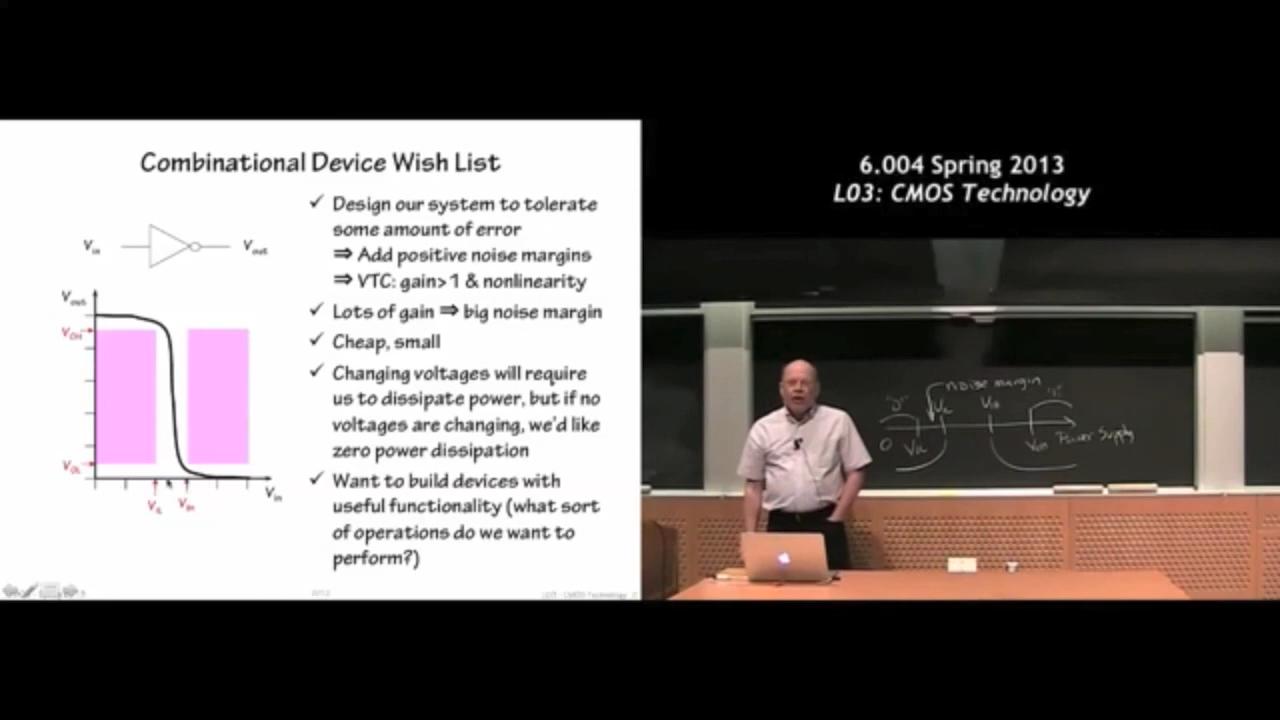 Combinational Device Wish List
V_in
V_out
✓ Design our system to tolerate
some amount of error
⇒ Add positive noise margins
⇒ VTC: gain>1 & nonlinearity
✓ Lots of gain ⇒ big noise margin
✓ Cheap, small
✓ Changing voltages will require
us to dissipate power, but if no
voltages are changing, we'd like
zero power dissipation
✓ Want to build devices with
useful functionality (what sort
of operations do we want to
perform?)
V_out
V_OH
V_OL
V_in
V_IL V_IH
L03 - CMOS Technology
6.004 Spring 2013
L03: CMOS Technology
noise margin
"0" V_IL V_IH "1"
0 V_OL V_OH Power Supply